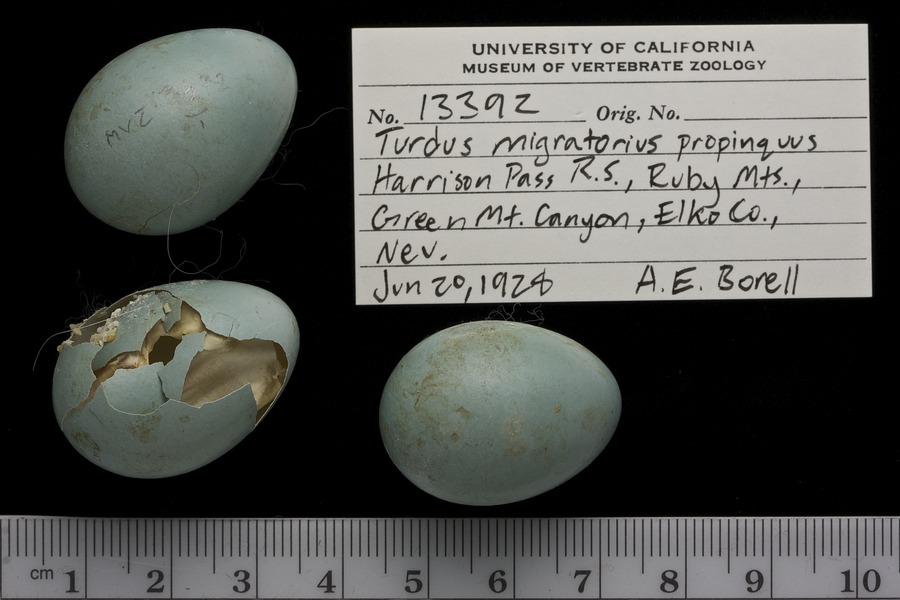 UNIVERSITY OF CALIFORNIA
MUSEUM OF VERTEBRATE ZOOLOGY
No. 13392 Orig. No.
Turdus migratorius propinquus
Harrison Pass R.S., Ruby Mts.,
Green Mt. Canyon, Elko Co.,
Nev.
Jun 20, 1928 A. E. Borell
MVZ
cm 1 2 3 4 5 6 7 8 9 10